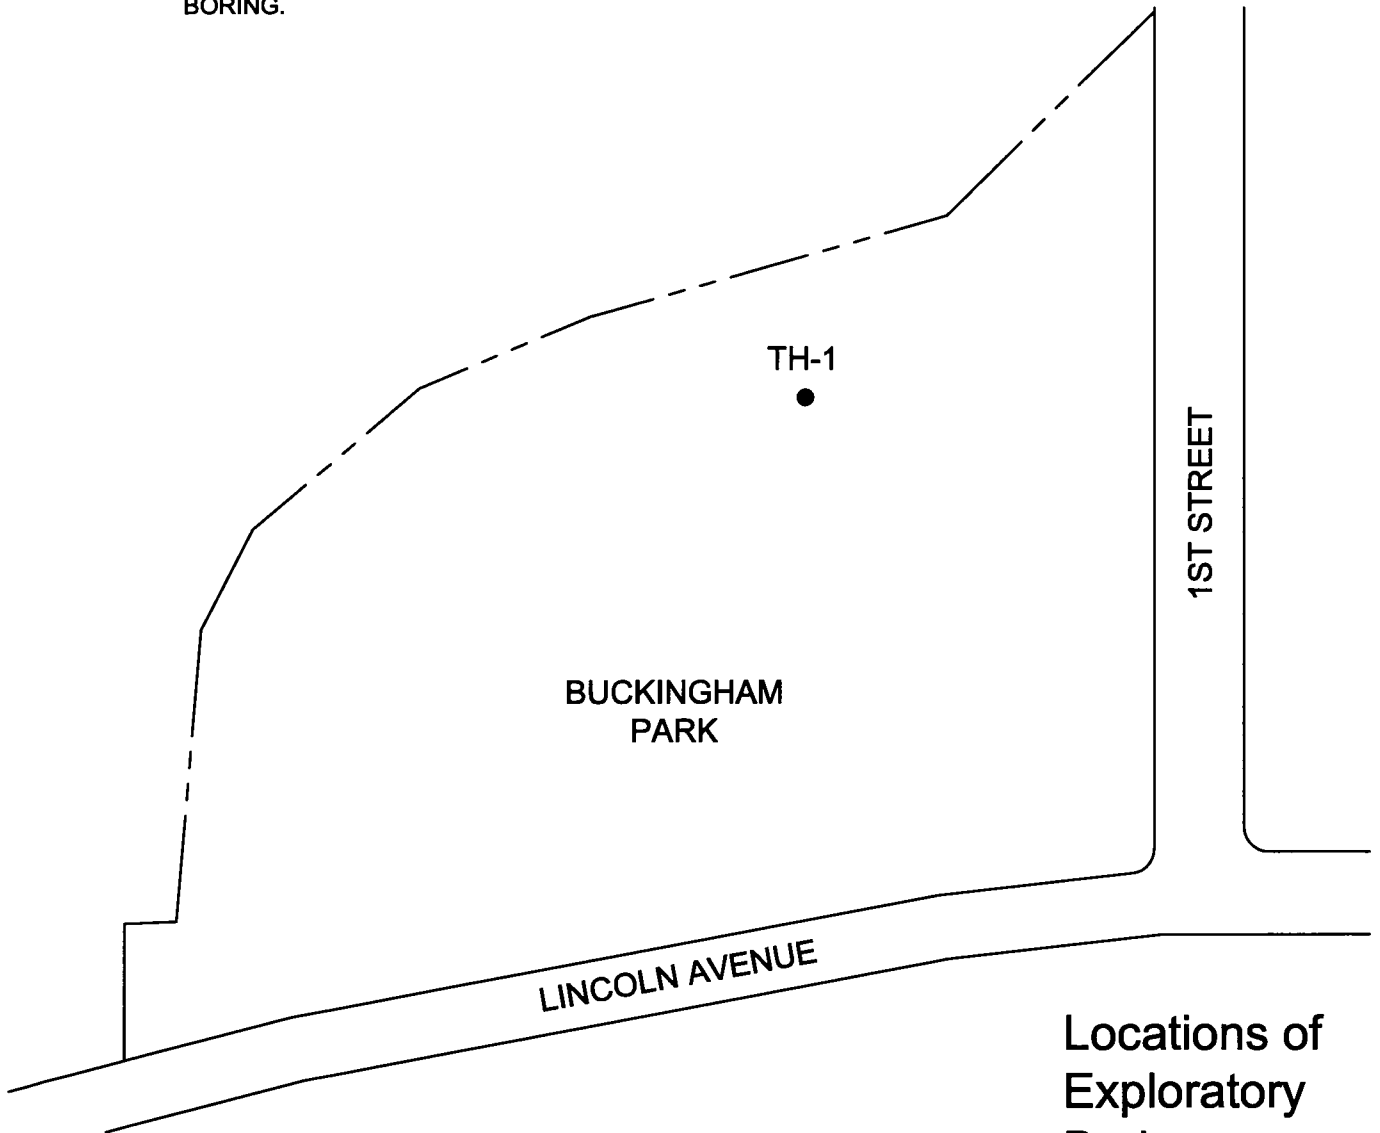 BORING.
TH-1
1ST STREET
BUCKINGHAM
PARK
LINCOLN AVENUE
Locations of
Exploratory